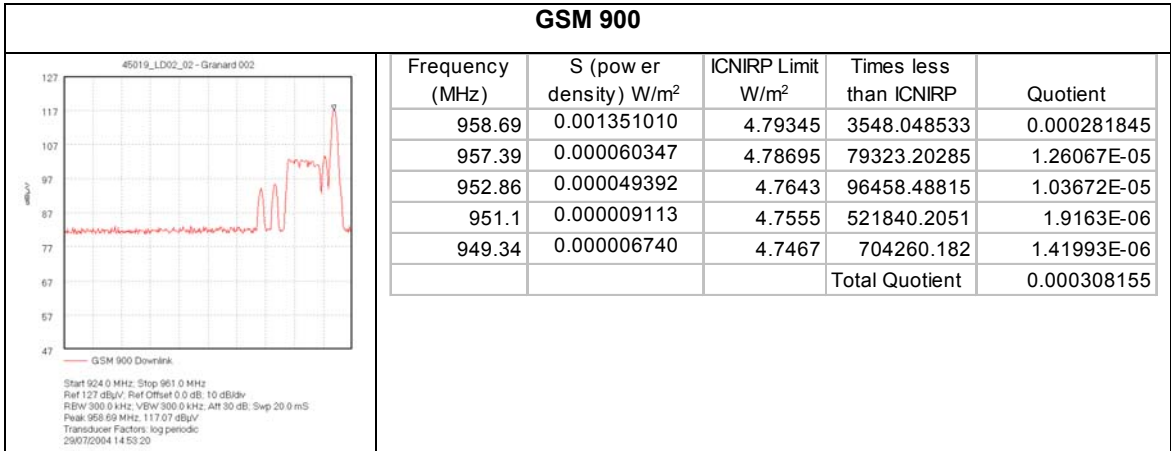 GSM 900
45019_LD02_02 - Granard 002
127
117
107
97
87
77
67
57
47
dBµV
GSM 900 Downlink
Start 924.0 MHz; Stop 961.0 MHz
Ref 127 dBµV; Ref Offset 0.0 dB; 10 dB/div
RBW 300.0 kHz; VBW 300.0 kHz; Att 30 dB; Swp 20.0 mS
Peak 958.69 MHz, 117.07 dBµV
Transducer Factors: log periodic
29/07/2004 14:53:20
Frequency (MHz) S (pow er density) W/m² ICNIRP Limit W/m² Times less than ICNIRP Quotient
958.69 0.001351010 4.79345 3548.048533 0.000281845
957.39 0.000060347 4.78695 79323.20285 1.26067E-05
952.86 0.000049392 4.7643 96458.48815 1.03672E-05
951.1 0.000009113 4.7555 521840.2051 1.9163E-06
949.34 0.000006740 4.7467 704260.182 1.41993E-06
Total Quotient 0.000308155